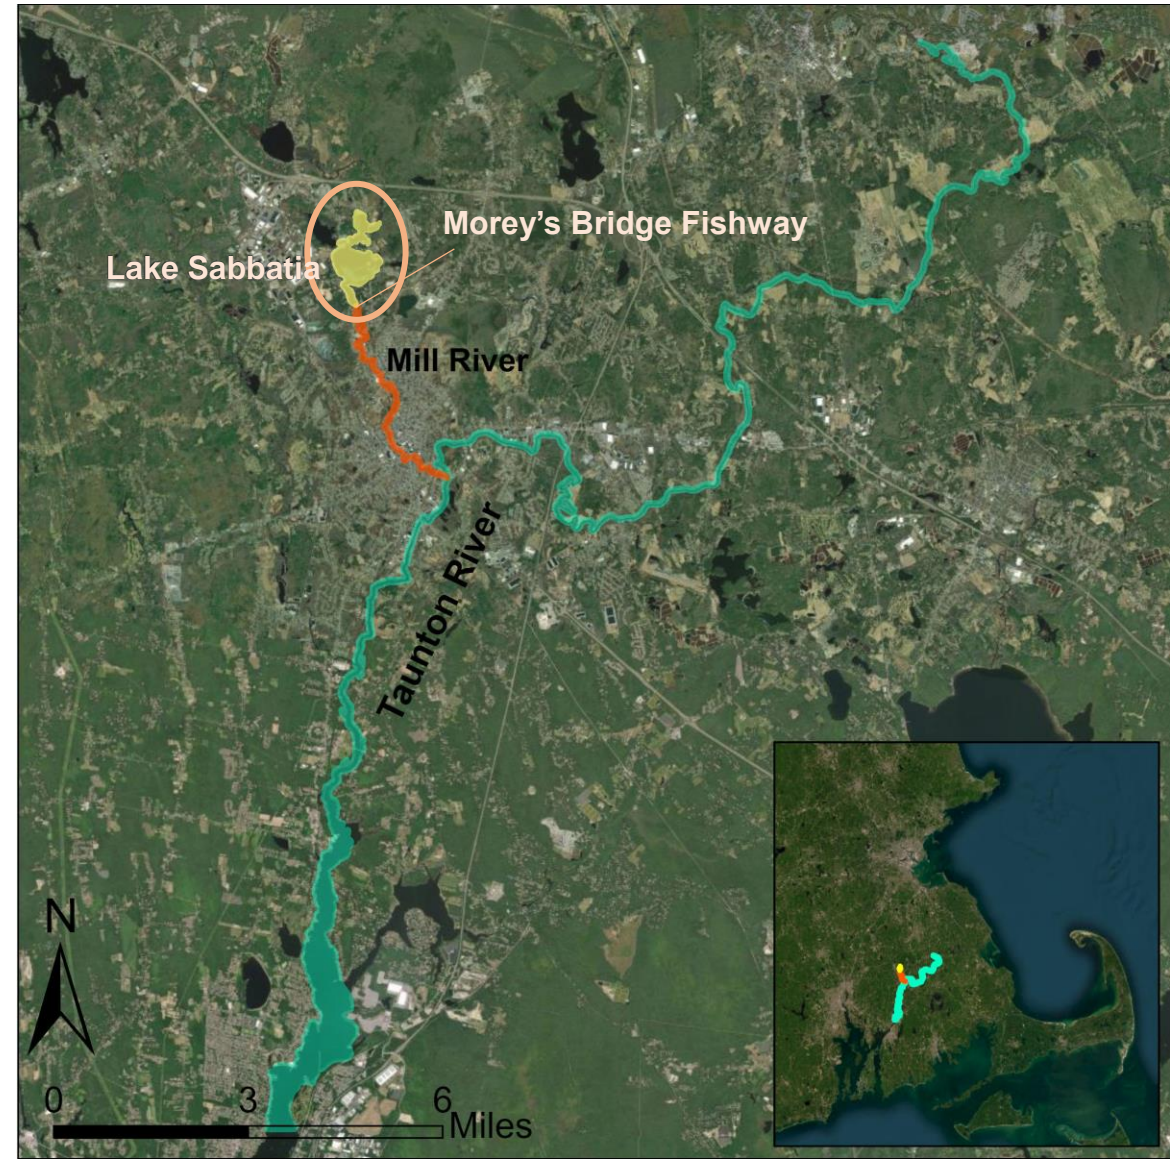 Morey’s Bridge Fishway
Lake Sabbatia
Mill River
Taunton River
N
0 3 6
Miles